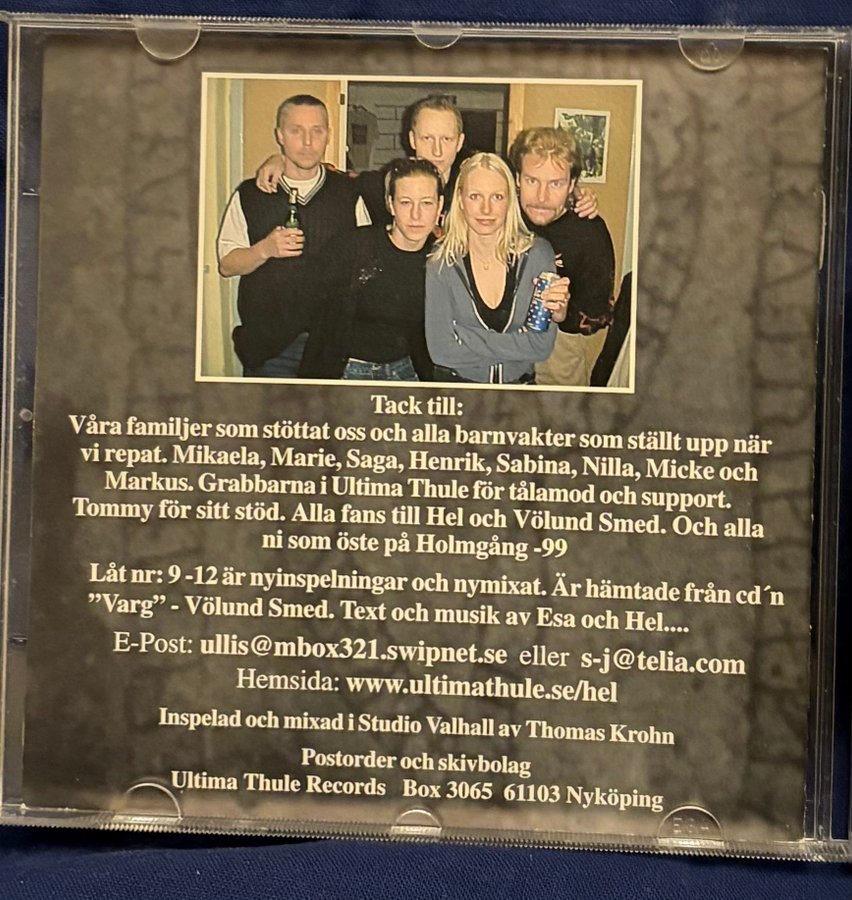 Tack till:
Våra familjer som stöttat oss och alla barnvakter som ställt upp när
vi repat. Mikaela, Marie, Saga, Henrik, Sabina, Nilla, Micke och
Markus. Grabbarna i Ultima Thule för tålamod och support.
Tommy för sitt stöd. Alla fans till Hel och Völund Smed. Och alla
ni som öste på Holmgång -99
Låt nr: 9 -12 är nyinspelningar och nymixat. Är hämtade från cd´n
”Varg” - Völund Smed. Text och musik av Esa och Hel....
E-Post: ullis@mbox321.swipnet.se eller s-j@telia.com
Hemsida: www.ultimathule.se/hel
Inspelad och mixad i Studio Valhall av Thomas Krohn
Postorder och skivbolag
Ultima Thule Records Box 3065 61103 Nyköping